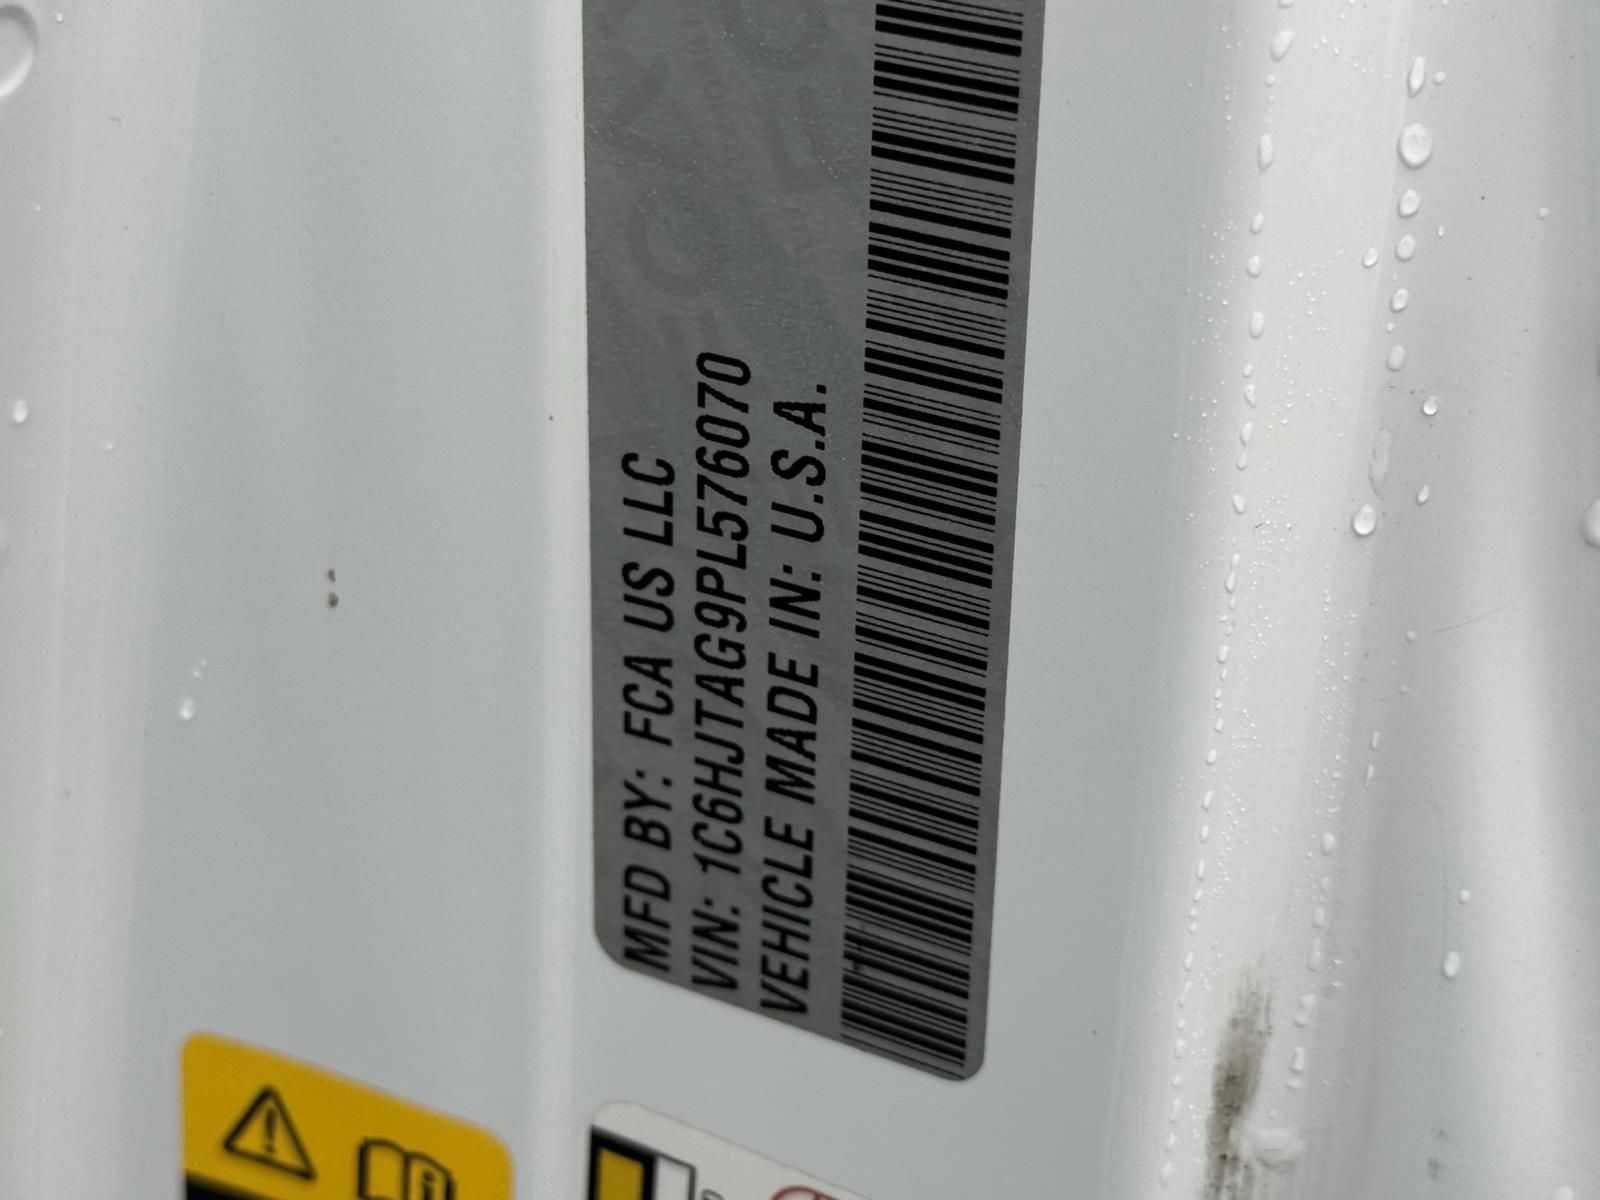 MFD BY: FCA US LLC
VIN: 1C6HJTAG9PL576070
VEHICLE MADE IN: U.S.A.